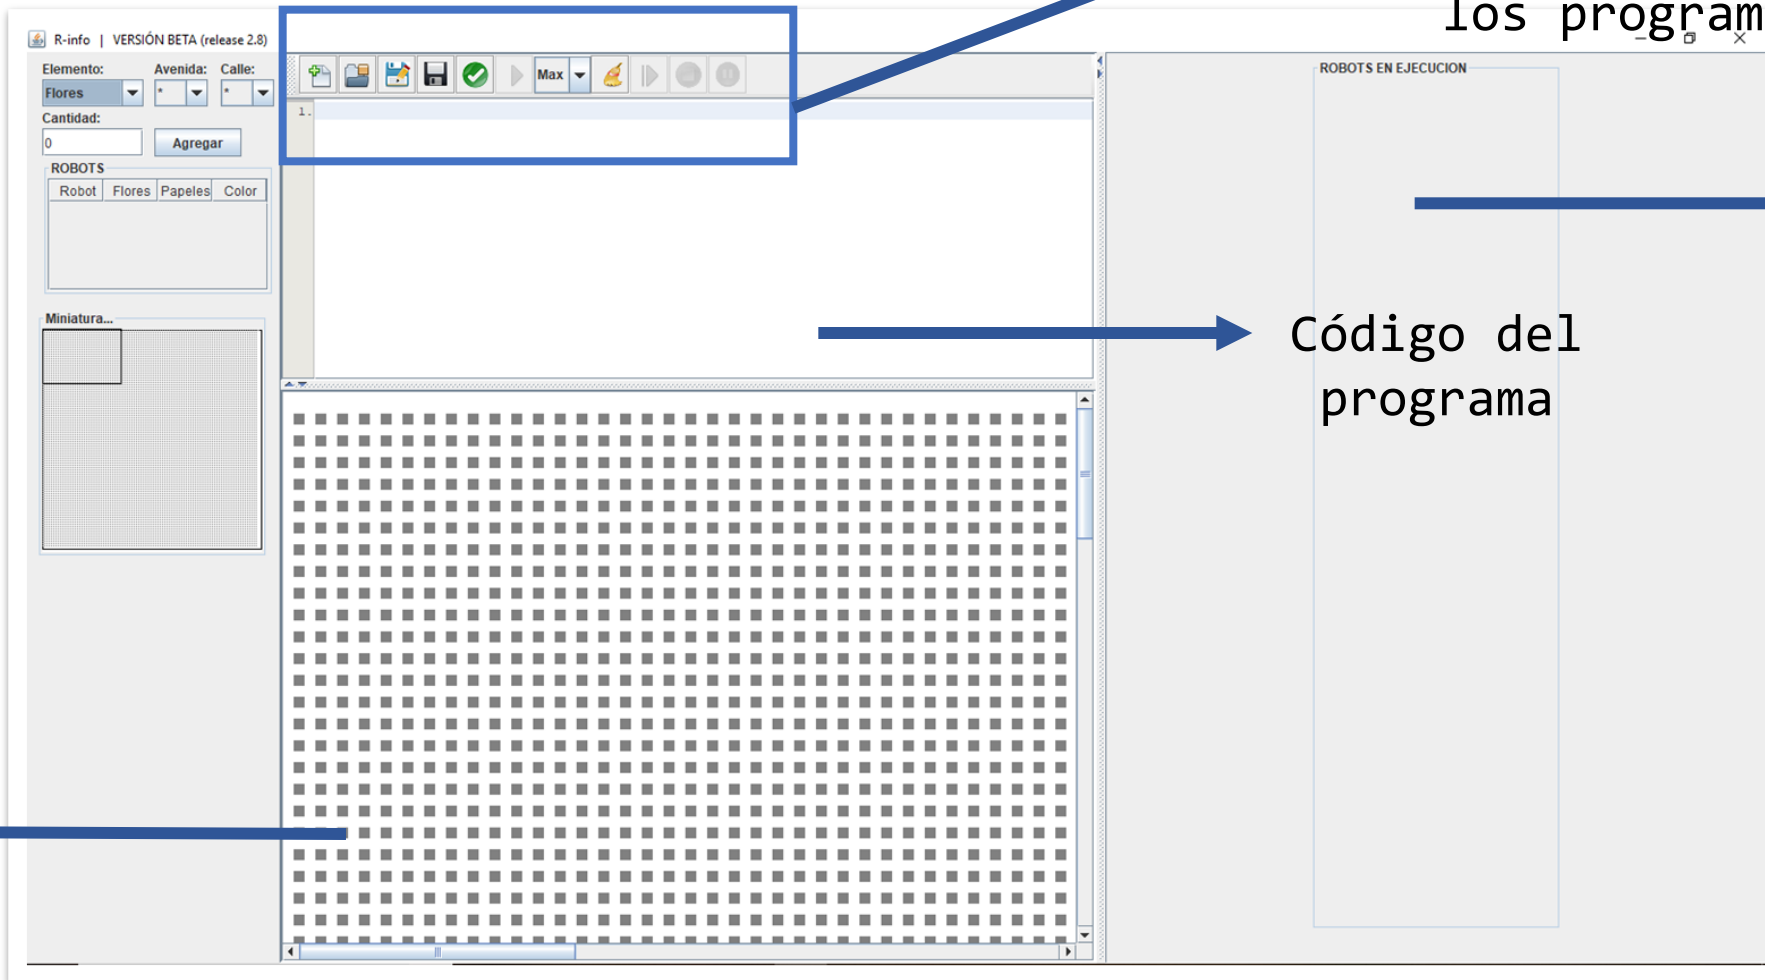 los program
R-info | VERSIÓN BETA (release 2.8)
Elemento: Avenida: Calle:
Flores * *
Cantidad:
0 Agregar
ROBOTS
Robot Flores Papeles Color
Miniatura...
Max
1.
ROBOTS EN EJECUCION
Código del
programa